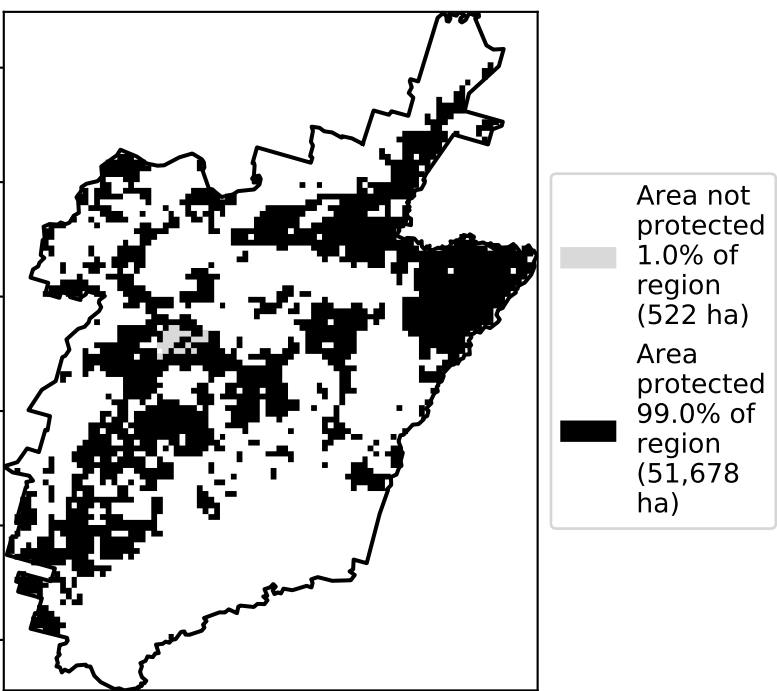 Area not
protected
1.0% of
region
(522 ha)
Area
protected
99.0% of
region
(51,678
ha)